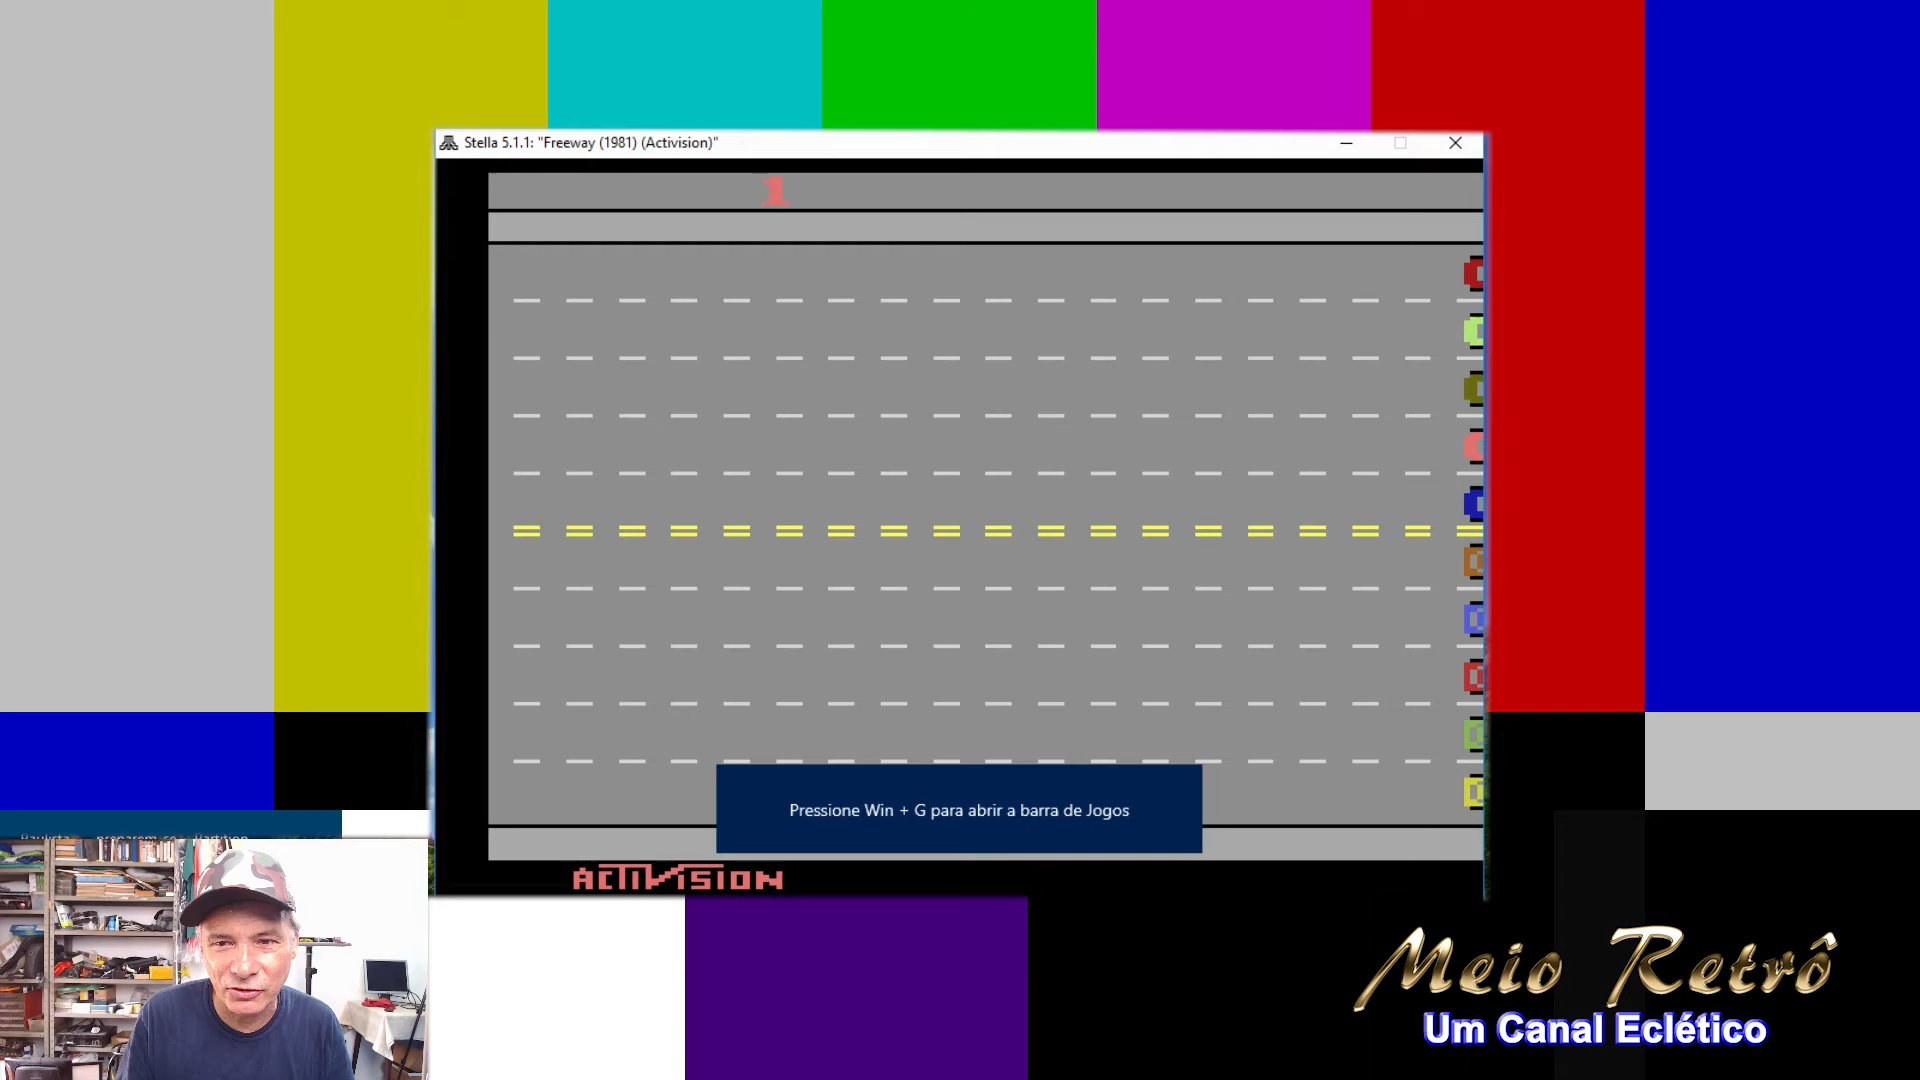 Stella 5.1.1: "Freeway (1981) (Activision)"
1
Pressione Win + G para abrir a barra de Jogos
ACTIVISION
Meio Retrô
Um Canal Eclético